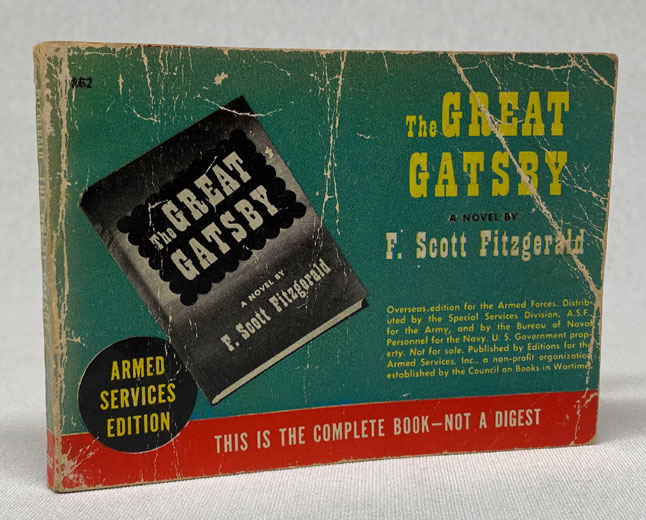 862
The GREAT
GATSBY
A NOVEL BY
F. Scott Fitzgerald
The GREAT
GATSBY
A NOVEL BY
F. Scott Fitzgerald
Overseas edition for the Armed Forces. Distrib-
uted by the Special Services Division, A.S.F.,
for the Army, and by the Bureau of Naval
Personnel for the Navy. U. S. Government prop-
erty. Not for sale. Published by Editions for the
Armed Services, Inc., a non-profit organization
established by the Council on Books in Wartime
ARMED
SERVICES
EDITION
THIS IS THE COMPLETE BOOK—NOT A DIGEST